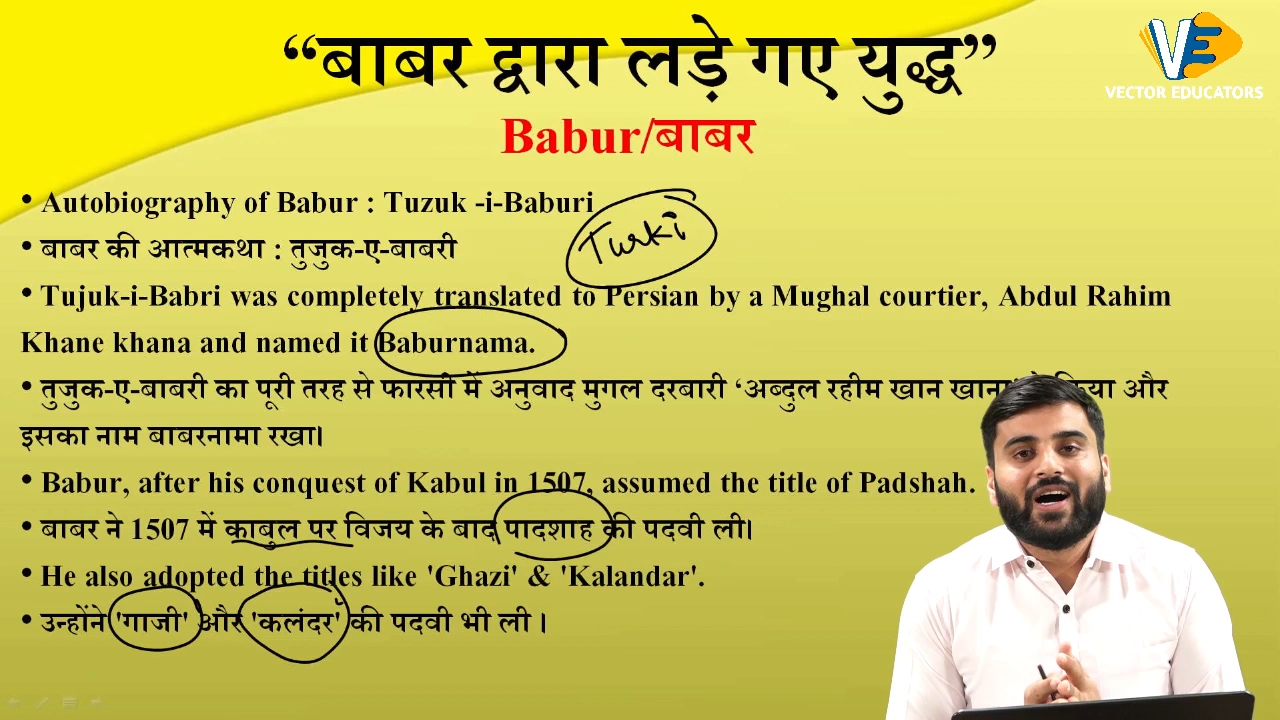 “बाबर द्वारा लड़े गए युद्ध”
VE
VECTOR EDUCATORS
Babur/बाबर
• Autobiography of Babur : Tuzuk -i-Baburi
Turki
• बाबर की आत्मकथा : तुजुक-ए-बाबरी
• Tujuk-i-Babri was completely translated to Persian by a Mughal courtier, Abdul Rahim
Khane khana and named it Baburnama.
• तुजुक-ए-बाबरी का पूरी तरह से फारसी में अनुवाद मुगल दरबारी ‘अब्दुल रहीम खान खाना और
इसका नाम बाबरनामा रखा।
• Babur, after his conquest of Kabul in 1507, assumed the title of Padshah.
• बाबर ने 1507 में काबुल पर विजय के बाद पादशाह की पदवी ली।
• He also adopted the titles like 'Ghazi' & 'Kalandar'.
• उन्होंने 'गाजी' और 'कलंदर' की पदवी भी ली ।